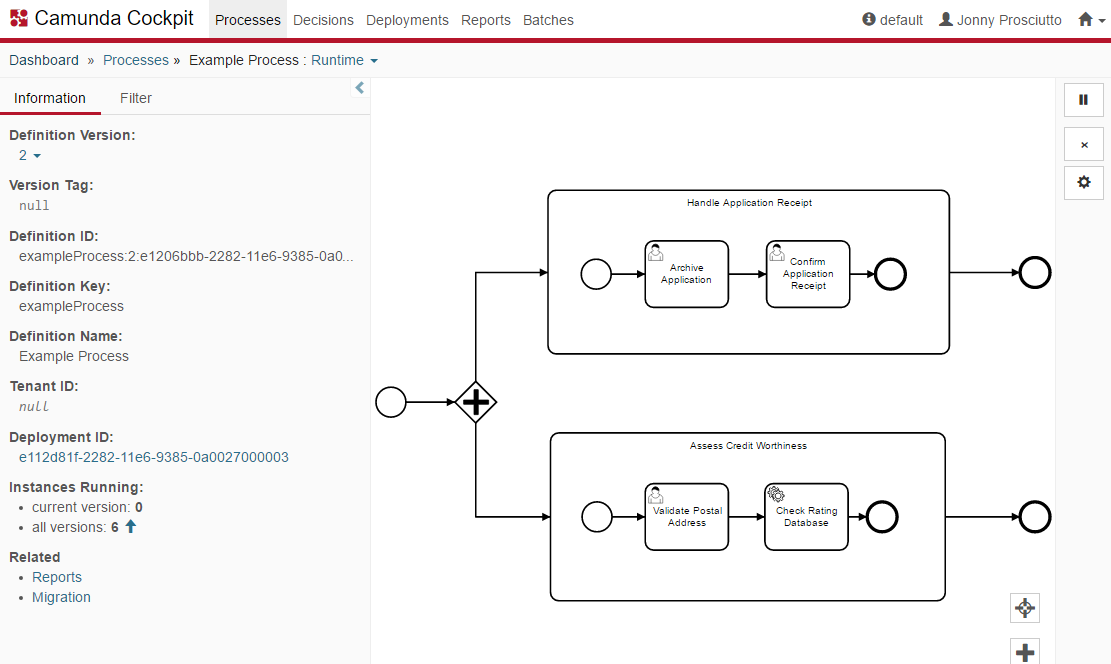 Camunda Cockpit Processes Decisions Deployments Reports Batches default Jonny Prosciutto
Dashboard » Processes » Example Process : Runtime
Information Filter
Definition Version:
2
Version Tag:
null
Definition ID:
exampleProcess:2:e1206bbb-2282-11e6-9385-0a0...
Definition Key:
exampleProcess
Definition Name:
Example Process
Tenant ID:
null
Deployment ID:
e112d81f-2282-11e6-9385-0a0027000003
Instances Running:
• current version: 0
• all versions: 6
Related
• Reports
• Migration
Handle Application Receipt
Archive
Application
Confirm
Application
Receipt
Assess Credit Worthiness
Validate Postal
Address
Check Rating
Database